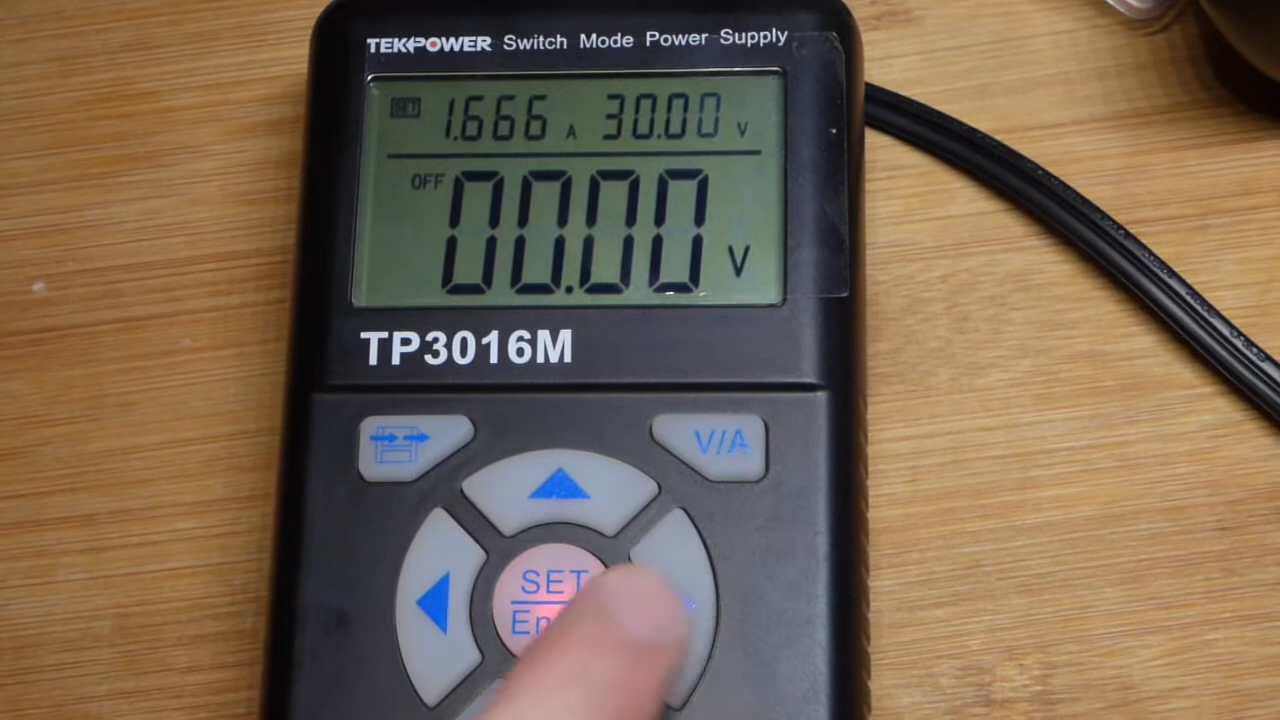 TEKPOWER Switch Mode Power Supply
SET 1.666 A 30.00 V
OFF 00.00 V
TP3016M
V/A
SET